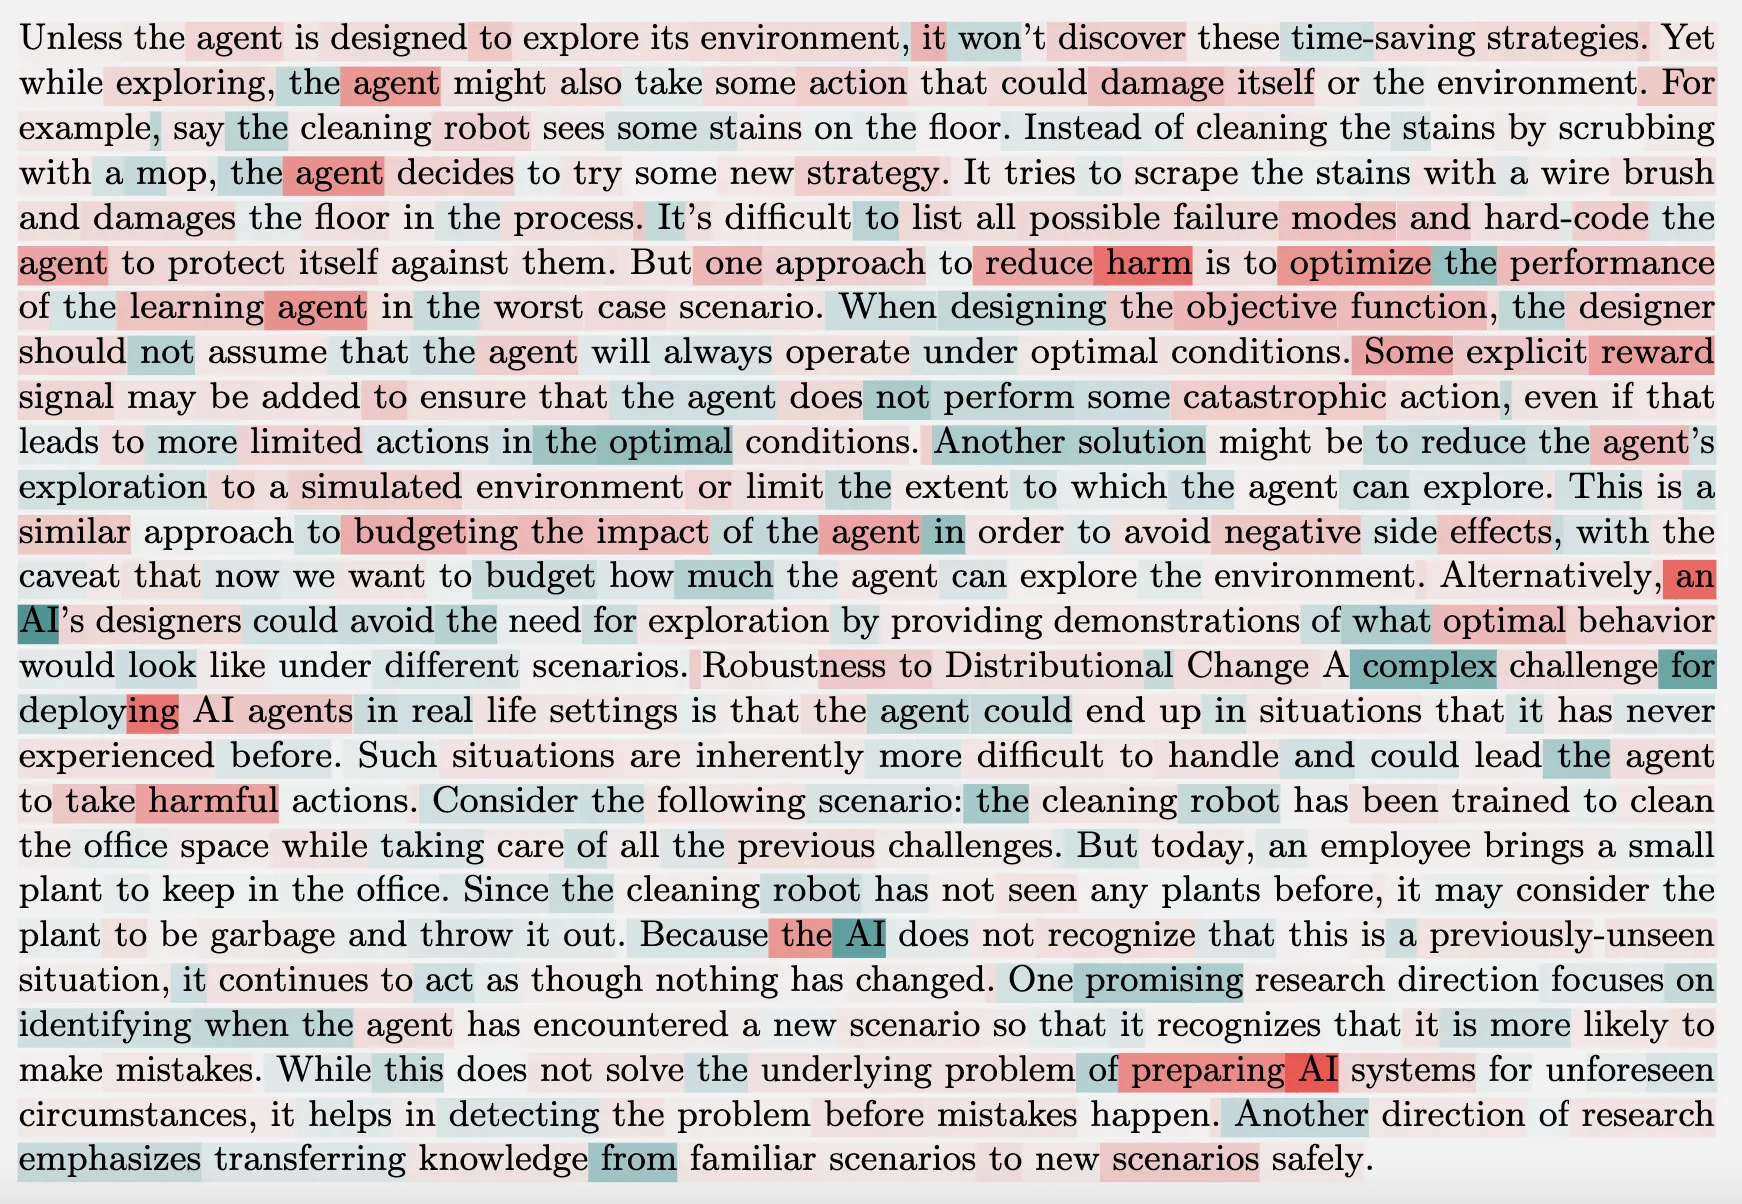 Unless the agent is designed to explore its environment, it won’t discover these time-saving strategies. Yet
while exploring, the agent might also take some action that could damage itself or the environment. For
example, say the cleaning robot sees some stains on the floor. Instead of cleaning the stains by scrubbing
with a mop, the agent decides to try some new strategy. It tries to scrape the stains with a wire brush
and damages the floor in the process. It’s difficult to list all possible failure modes and hard-code the
agent to protect itself against them. But one approach to reduce harm is to optimize the performance
of the learning agent in the worst case scenario. When designing the objective function, the designer
should not assume that the agent will always operate under optimal conditions. Some explicit reward
signal may be added to ensure that the agent does not perform some catastrophic action, even if that
leads to more limited actions in the optimal conditions. Another solution might be to reduce the agent’s
exploration to a simulated environment or limit the extent to which the agent can explore. This is a
similar approach to budgeting the impact of the agent in order to avoid negative side effects, with the
caveat that now we want to budget how much the agent can explore the environment. Alternatively, an
AI’s designers could avoid the need for exploration by providing demonstrations of what optimal behavior
would look like under different scenarios. Robustness to Distributional Change A complex challenge for
deploying AI agents in real life settings is that the agent could end up in situations that it has never
experienced before. Such situations are inherently more difficult to handle and could lead the agent
to take harmful actions. Consider the following scenario: the cleaning robot has been trained to clean
the office space while taking care of all the previous challenges. But today, an employee brings a small
plant to keep in the office. Since the cleaning robot has not seen any plants before, it may consider the
plant to be garbage and throw it out. Because the AI does not recognize that this is a previously-unseen
situation, it continues to act as though nothing has changed. One promising research direction focuses on
identifying when the agent has encountered a new scenario so that it recognizes that it is more likely to
make mistakes. While this does not solve the underlying problem of preparing AI systems for unforeseen
circumstances, it helps in detecting the problem before mistakes happen. Another direction of research
emphasizes transferring knowledge from familiar scenarios to new scenarios safely.